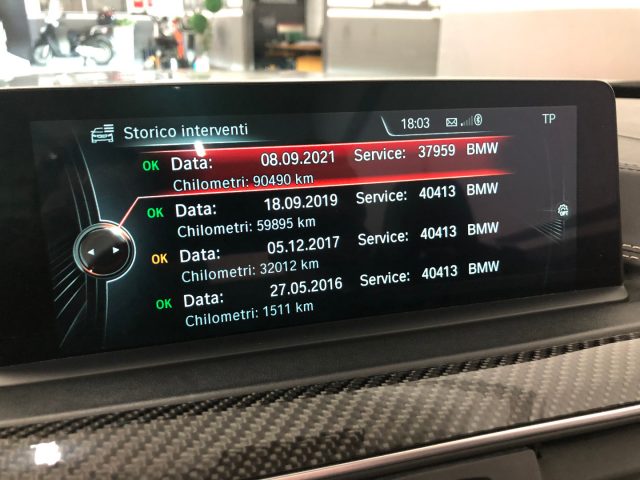 Storico interventi
18:03
TP
OK Data: 08.09.2021 Service: 37959 BMW
Chilometri: 90490 km
OK Data: 18.09.2019 Service: 40413 BMW
Chilometri: 59895 km
OK Data: 05.12.2017 Service: 40413 BMW
Chilometri: 32012 km
OK Data: 27.05.2016 Service: 40413 BMW
Chilometri: 1511 km